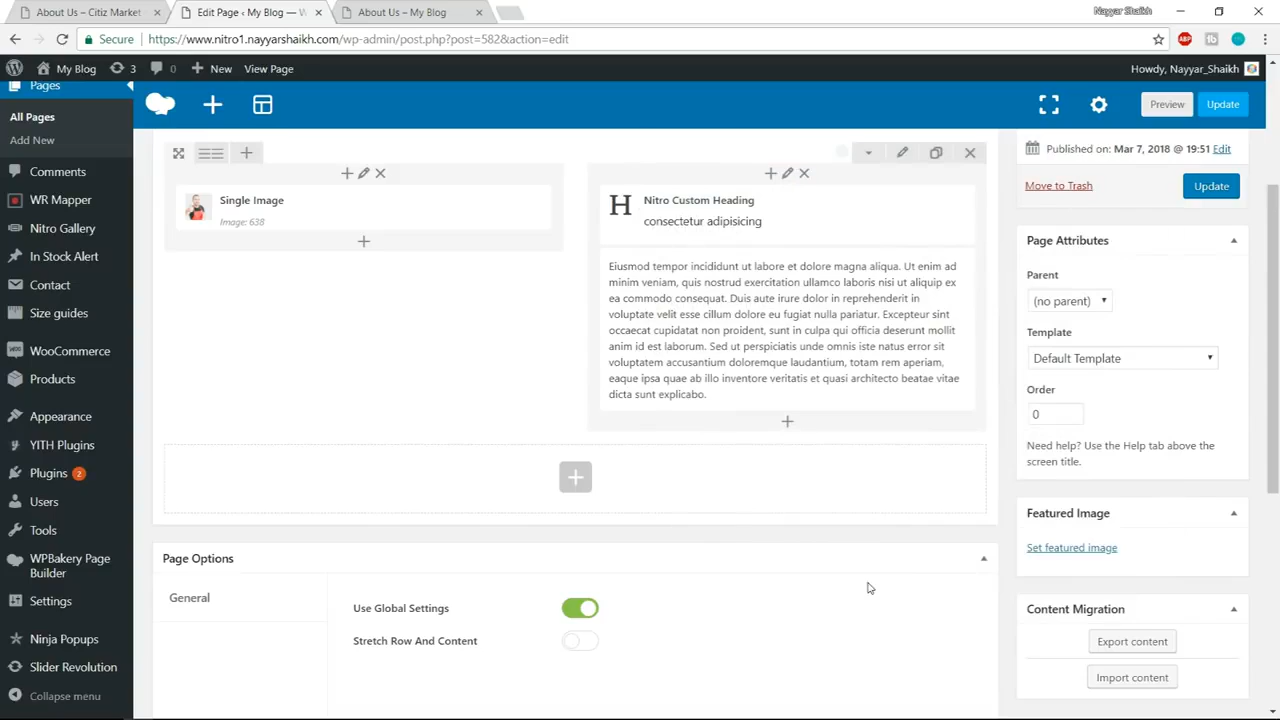 About Us – Citiz Market
Edit Page ‹ My Blog — W
About Us – My Blog
Nayyar Shaikh
Secure
https://www.nitro1.nayyarshaikh.com/wp-admin/post.php?post=582&action=edit
ABP
My Blog
3
0
New
View Page
Howdy, Nayyar_Shaikh
Pages
All Pages
Add New
Comments
WR Mapper
Nitro Gallery
In Stock Alert
Contact
Size guides
WooCommerce
Products
Appearance
YITH Plugins
Plugins 2
Users
Tools
WPBakery Page
Builder
Settings
Ninja Popups
Slider Revolution
Collapse menu
Preview
Update
Single Image
Image: 638
H
Nitro Custom Heading
consectetur adipisicing
Eiusmod tempor incididunt ut labore et dolore magna aliqua. Ut enim ad
minim veniam, quis nostrud exercitation ullamco laboris nisi ut aliquip ex
ea commodo consequat. Duis aute irure dolor in reprehenderit in
voluptate velit esse cillum dolore eu fugiat nulla pariatur. Excepteur sint
occaecat cupidatat non proident, sunt in culpa qui officia deserunt mollit
anim id est laborum. Sed ut perspiciatis unde omnis iste natus error sit
voluptatem accusantium doloremque laudantium, totam rem aperiam,
eaque ipsa quae ab illo inventore veritatis et quasi architecto beatae vitae
dicta sunt explicabo.
Page Options
General
Use Global Settings
Stretch Row And Content
Published on: Mar 7, 2018 @ 19:51 Edit
Move to Trash
Update
Page Attributes
Parent
(no parent)
Template
Default Template
Order
0
Need help? Use the Help tab above the
screen title.
Featured Image
Set featured image
Content Migration
Export content
Import content